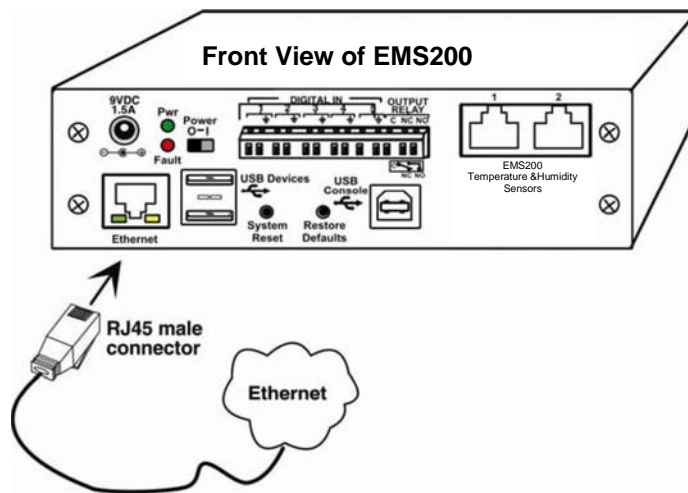 Front View of EMS200
9VDC
1.5A
Pwr
Power
O–I
Fault
DIGITAL IN
1 2 3 4 5
OUTPUT
RELAY
C NC NO
NC NO
1 2
EMS200
Temperature &Humidity
Sensors
USB Devices
USB
Console
System
Reset
Restore
Defaults
Ethernet
RJ45 male
connector
Ethernet